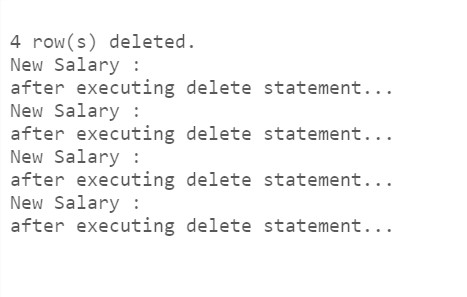 4 row(s) deleted.
New Salary :
after executing delete statement...
New Salary :
after executing delete statement...
New Salary :
after executing delete statement...
New Salary :
after executing delete statement...